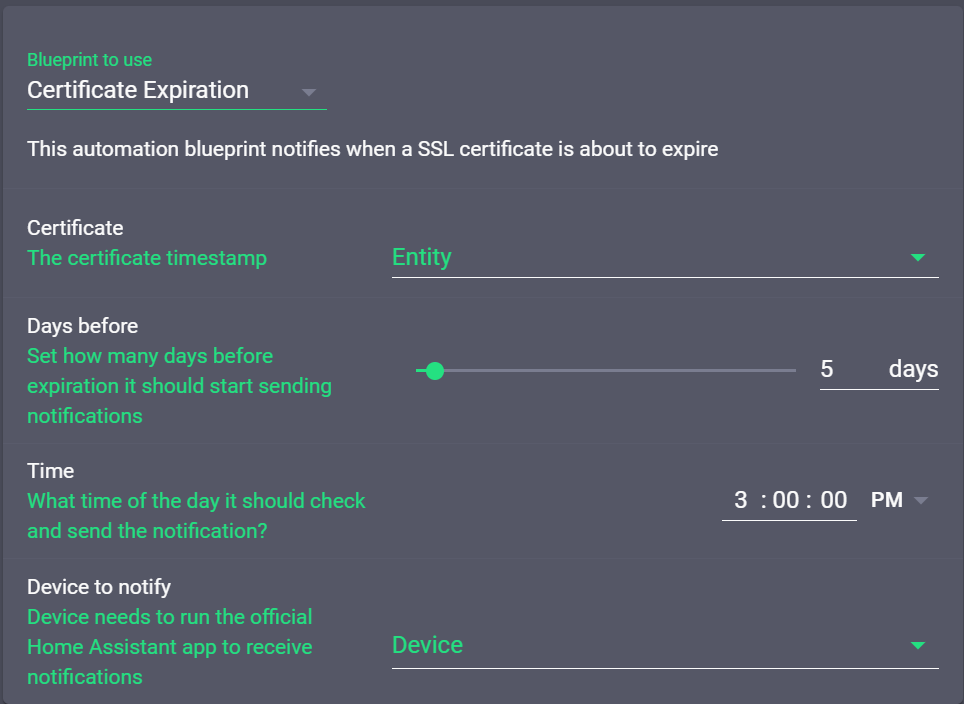 Blueprint to use
Certificate Expiration
This automation blueprint notifies when a SSL certificate is about to expire
Certificate
The certificate timestamp
Entity
Days before
Set how many days before
expiration it should start sending
notifications
5 days
Time
What time of the day it should check
and send the notification?
3 : 00 : 00 PM
Device to notify
Device needs to run the official
Home Assistant app to receive
notifications
Device